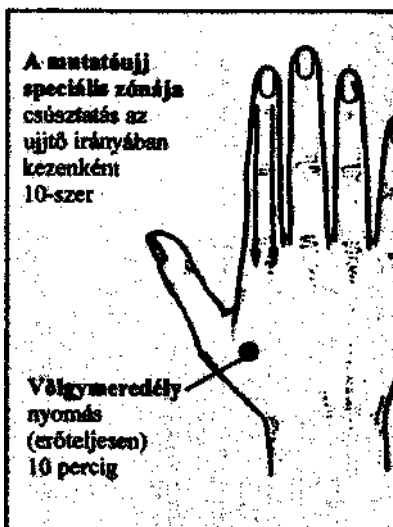 A mutatóujj
speciális zónája
csúsztatás az
ujjtő irányában
kezenként
10-szer
Völgymeredély
nyomás
(erőteljesen)
10 percig